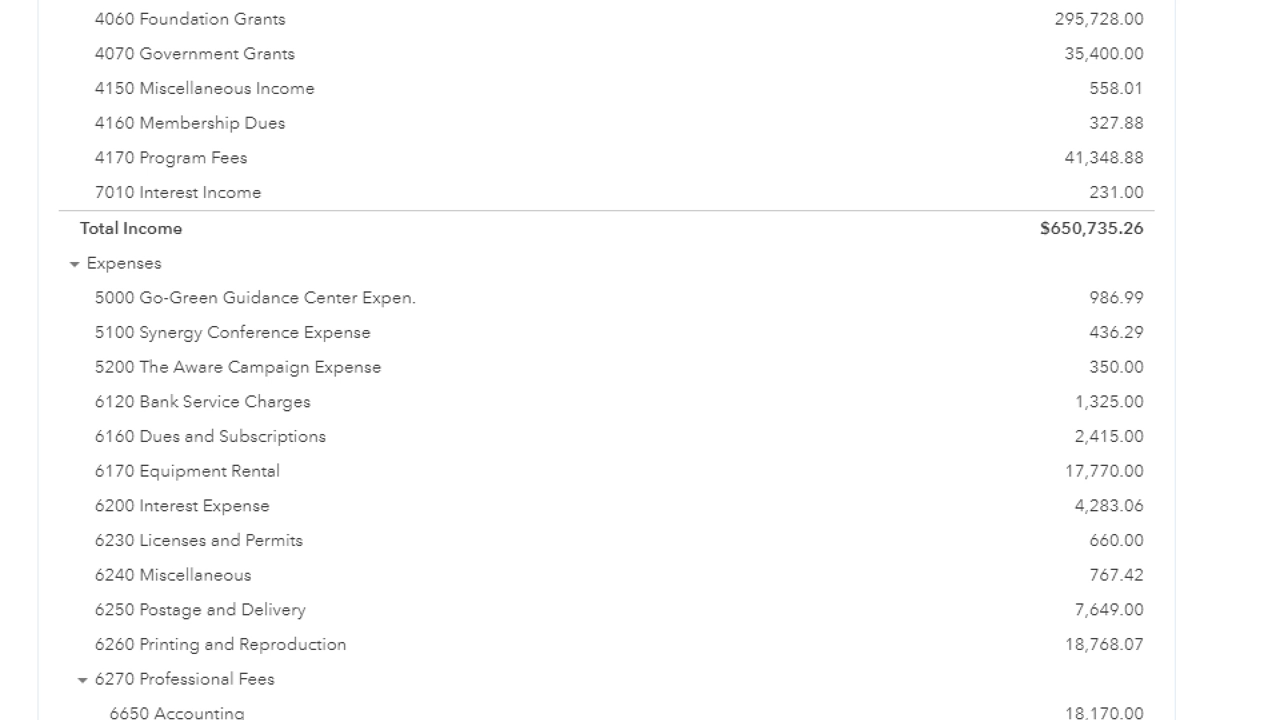 4060 Foundation Grants 295,728.00
4070 Government Grants 35,400.00
4150 Miscellaneous Income 558.01
4160 Membership Dues 327.88
4170 Program Fees 41,348.88
7010 Interest Income 231.00
Total Income $650,735.26
Expenses
5000 Go-Green Guidance Center Expen. 986.99
5100 Synergy Conference Expense 436.29
5200 The Aware Campaign Expense 350.00
6120 Bank Service Charges 1,325.00
6160 Dues and Subscriptions 2,415.00
6170 Equipment Rental 17,770.00
6200 Interest Expense 4,283.06
6230 Licenses and Permits 660.00
6240 Miscellaneous 767.42
6250 Postage and Delivery 7,649.00
6260 Printing and Reproduction 18,768.07
6270 Professional Fees
6650 Accounting 18,170.00